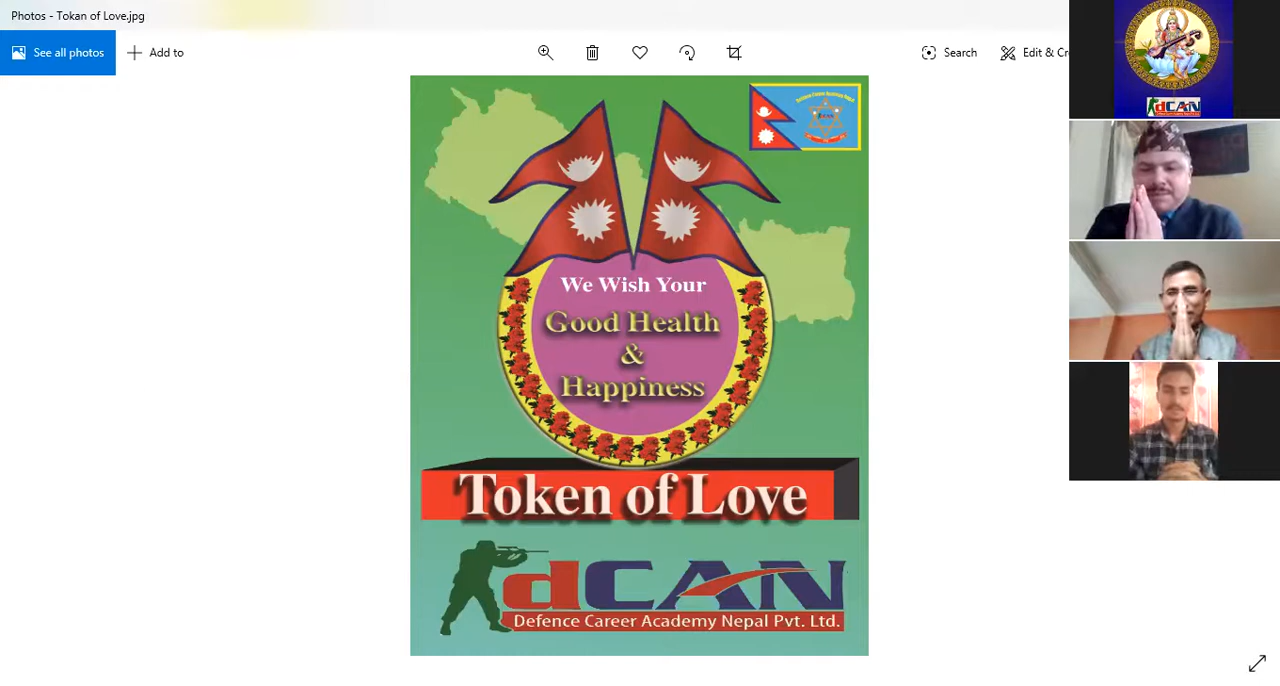 Photos - Tokan of Love.jpg
See all photos
Add to
Search
Edit & Cr
We Wish Your
Good Health
&
Happiness
Token of Love
dCAN
Defence Career Academy Nepal Pvt. Ltd.
dCAN